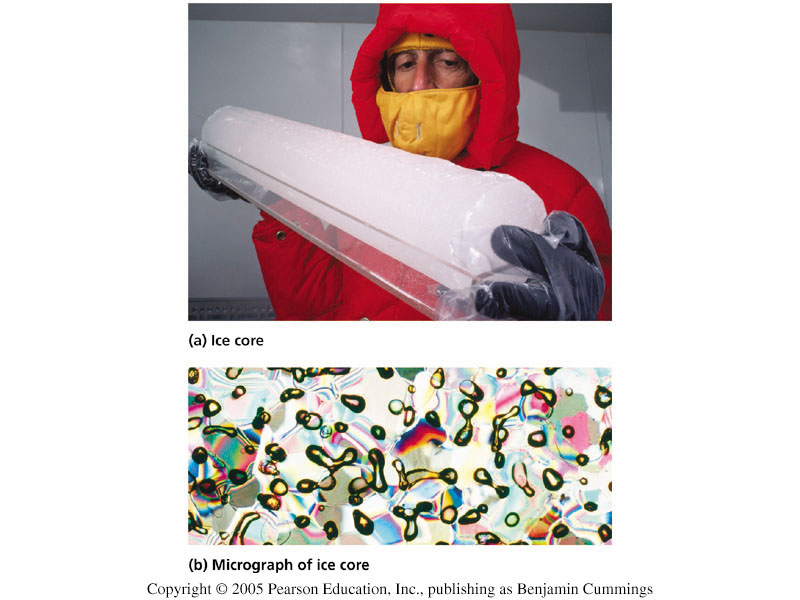 (a) Ice core
(b) Micrograph of ice core
Copyright © 2005 Pearson Education, Inc., publishing as Benjamin Cummings